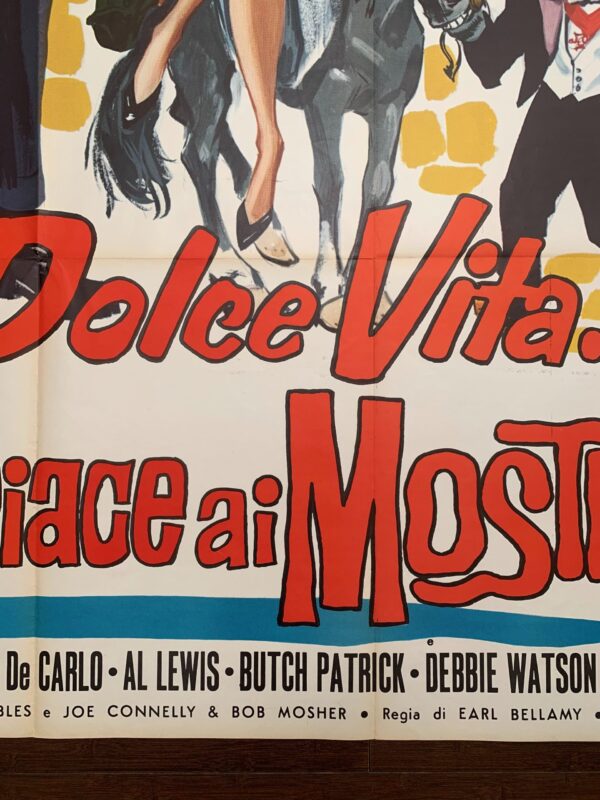 Dolce Vita.
iace ai MOST
De CARLO • AL LEWIS • BUTCH PATRICK • e DEBBIE WATSON
BLES e JOE CONNELLY & BOB MOSHER • Regia di EARL BELLAMY •